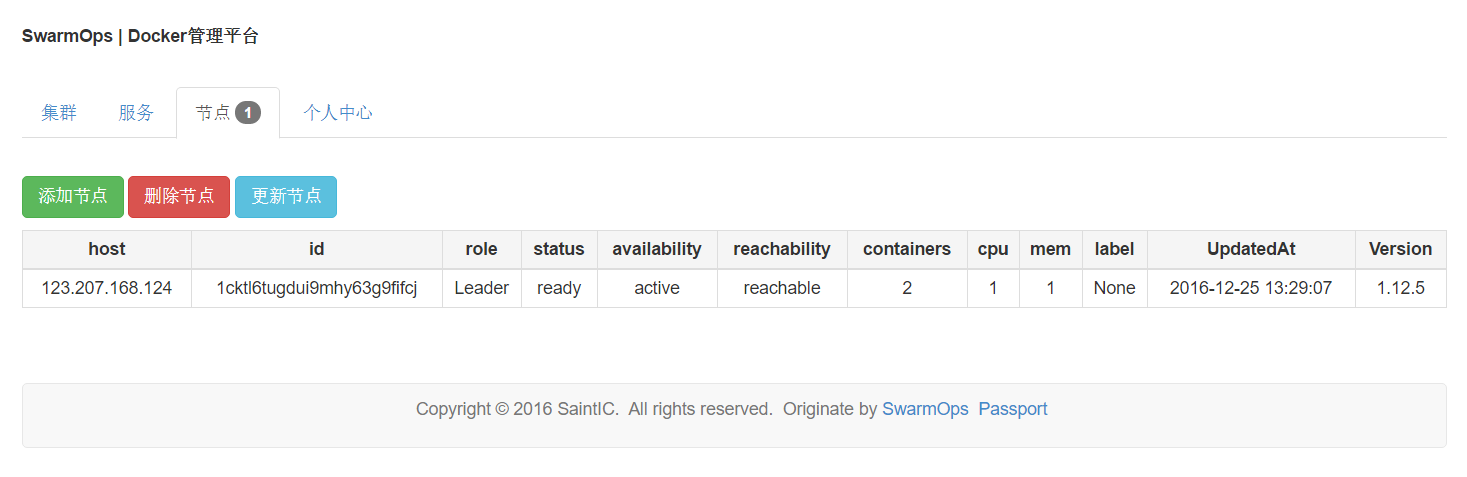 SwarmOps | Docker管理平台
集群 服务 节点 1 个人中心
添加节点 删除节点 更新节点
host id role status availability reachability containers cpu mem label UpdatedAt Version
123.207.168.124 1cktl6tugdui9mhy63g9fifcj Leader ready active reachable 2 1 1 None 2016-12-25 13:29:07 1.12.5
Copyright © 2016 SaintIC. All rights reserved. Originate by SwarmOps Passport